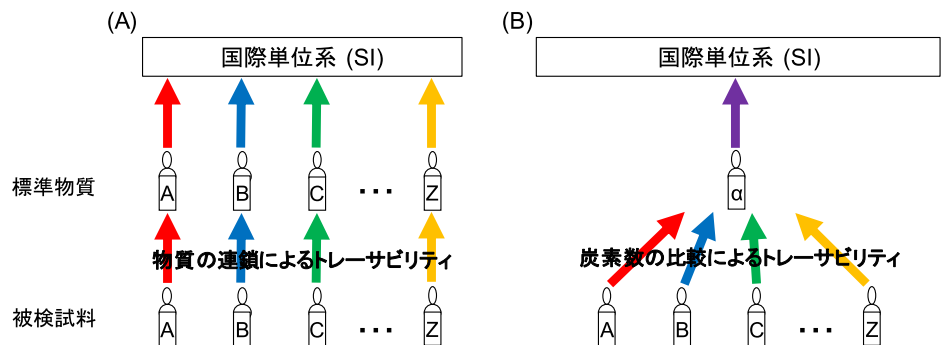 (A)
国際単位系 (SI)
標準物質
A B C ・・・ Z
物質の連鎖によるトレーサビリティ
被検試料
A B C ・・・ Z
(B)
国際単位系 (SI)
α
炭素数の比較によるトレーサビリティ
A B C ・・・ Z